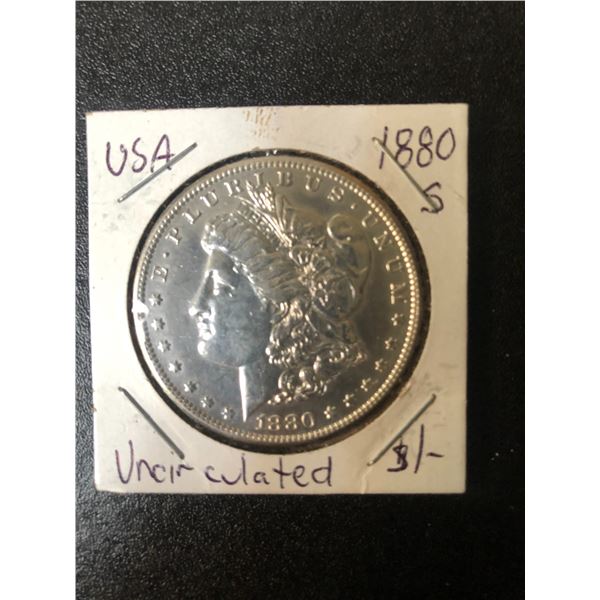 USA
1880
S
E · PLURIBUS · UNUM
1880
Uncirculated
$1/-